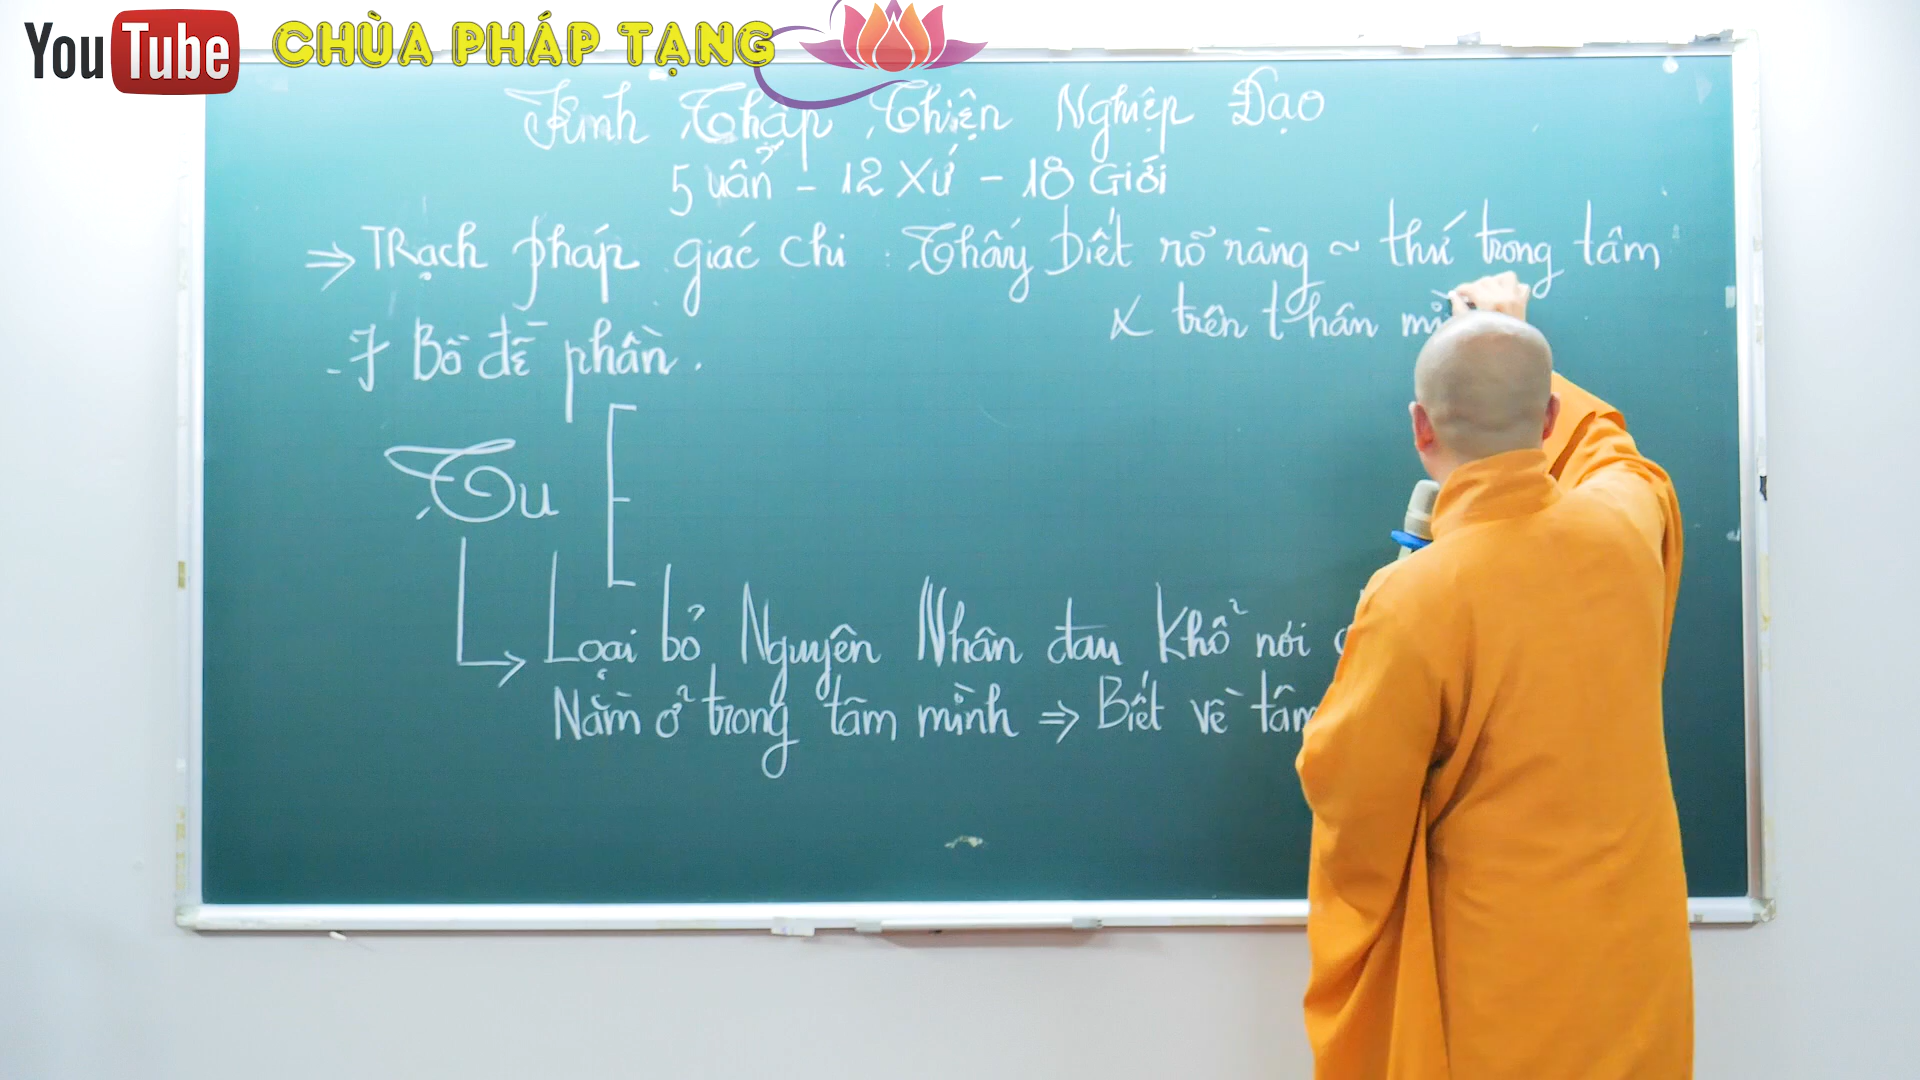 YouTube CHÙA PHÁP TẠNG
Kinh Thập Thiện Nghiệp Đạo
5 uẩn - 12 Xứ - 18 Giới
⇒ TRạch pháp giác chi : Thấy biết rõ ràng ~ thứ trong tâm
& trên thân
- 7 Bồ đề phần.
Tu
Loại bỏ Nguyên Nhân đau khổ nơi
Nằm ở trong tâm mình ⇒ Biết về tâm